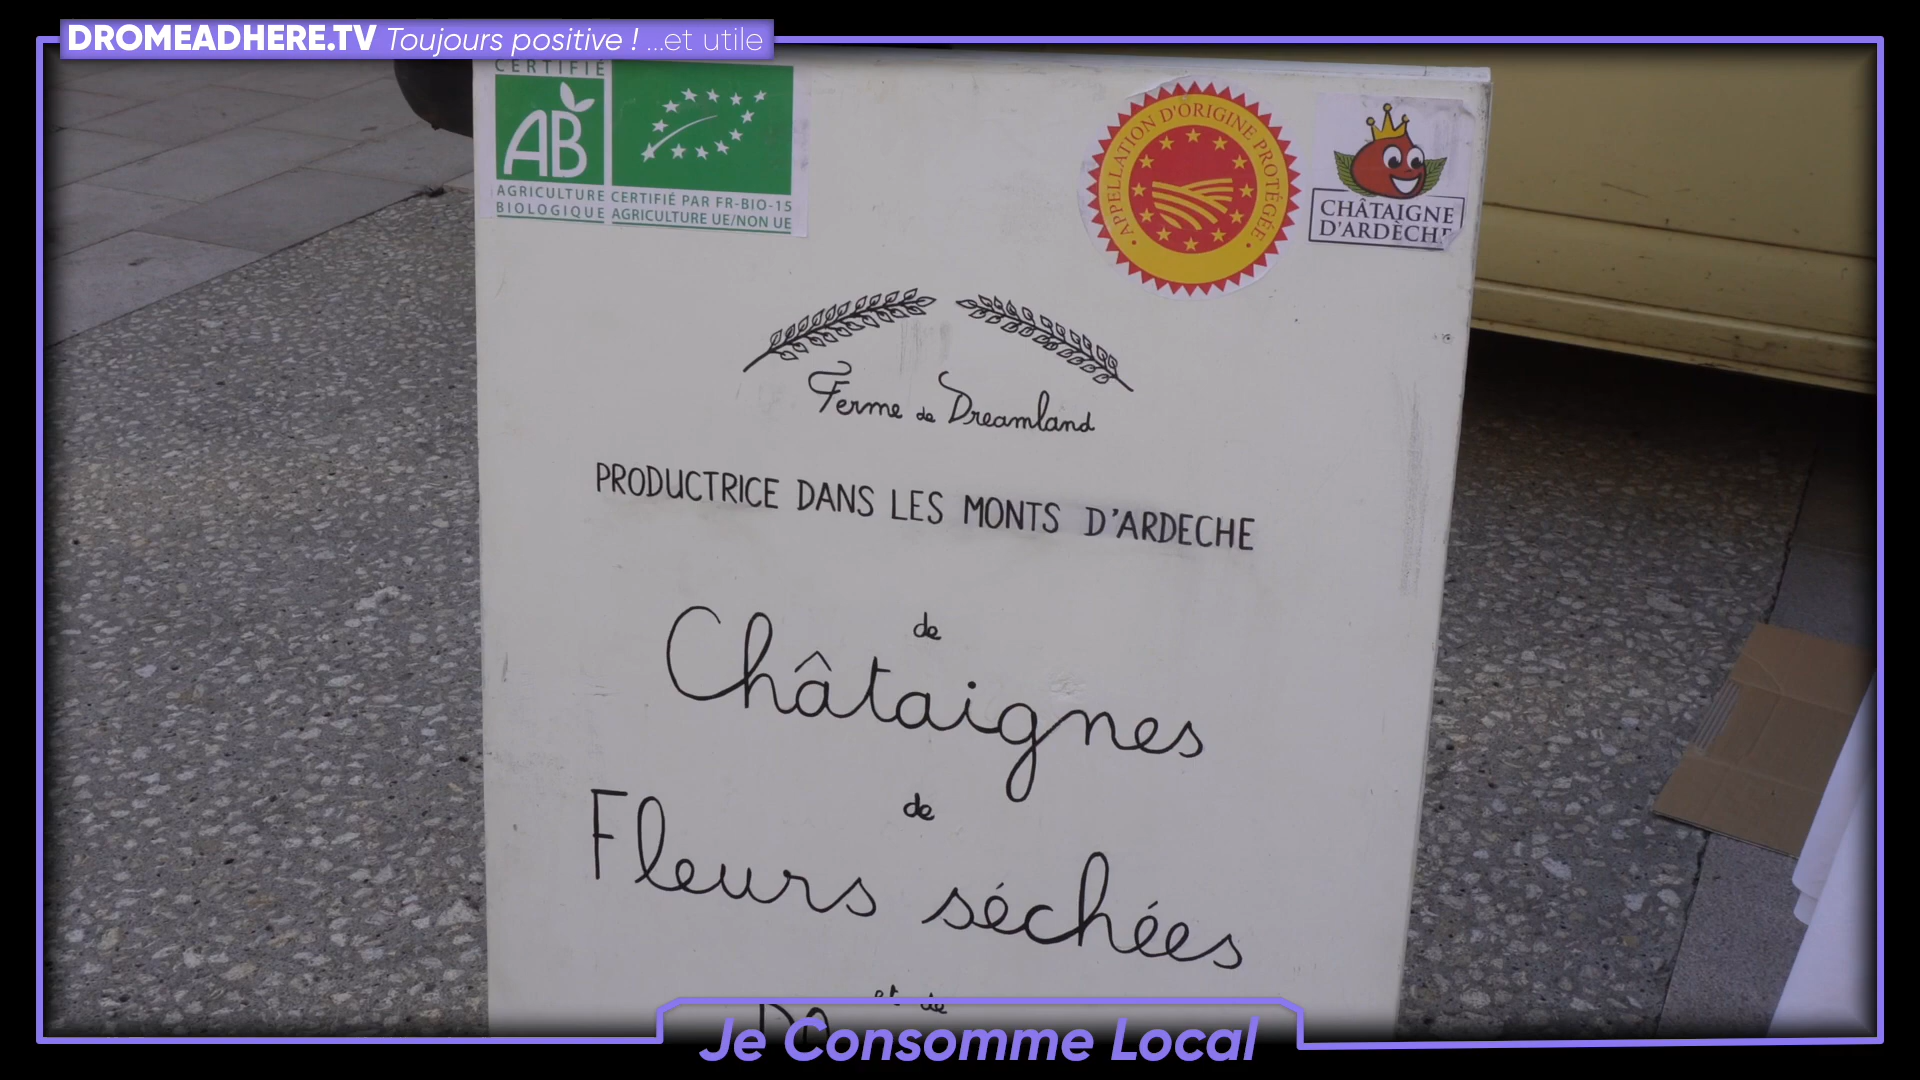 DROMEADHERE.TV Toujours positive ! ...et utile
CERTIFIÉ
AB
AGRICULTURE
BIOLOGIQUE
CERTIFIÉ PAR FR-BIO-15
AGRICULTURE UE/NON UE
APPELLATION D'ORIGINE PROTÉGÉE
CHÂTAIGNE
D'ARDÈCHE
Ferme de Dreamland
PRODUCTRICE DANS LES MONTS D'ARDECHE
de
Châtaignes
de
Fleurs séchées
et de
Je Consomme Local